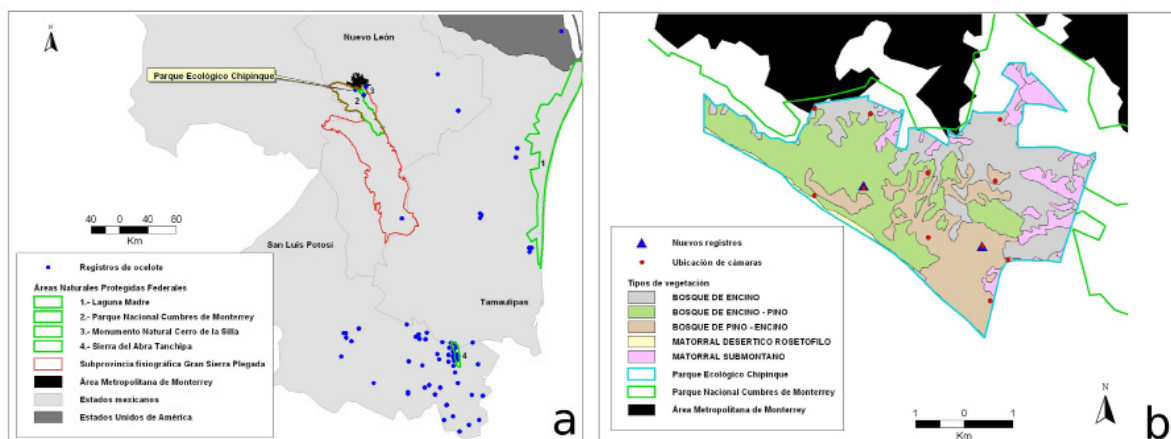 N
Nuevo León
Parque Ecológico Chipinque
3
2
1
40 0 40 80
Km
San Luis Potosí
Tamaulipas
4
Registros de ocelote
Áreas Naturales Protegidas Federales
1.- Laguna Madre
2.- Parque Nacional Cumbres de Monterrey
3.- Monumento Natural Cerro de la Silla
4.- Sierra del Abra Tanchipa
Subprovincia fisiográfica Gran Sierra Plegada
Área Metropolitana de Monterrey
Estados mexicanos
Estados Unidos de América
a
Nuevos registros
Ubicación de cámaras
Tipos de vegetación
BOSQUE DE ENCINO
BOSQUE DE ENCINO - PINO
BOSQUE DE PINO - ENCINO
MATORRAL DESERTICO ROSETOFILO
MATORRAL SUBMONTANO
Parque Ecológico Chipinque
Parque Nacional Cumbres de Monterrey
Área Metropolitana de Monterrey
1 0 1
Km
N
b